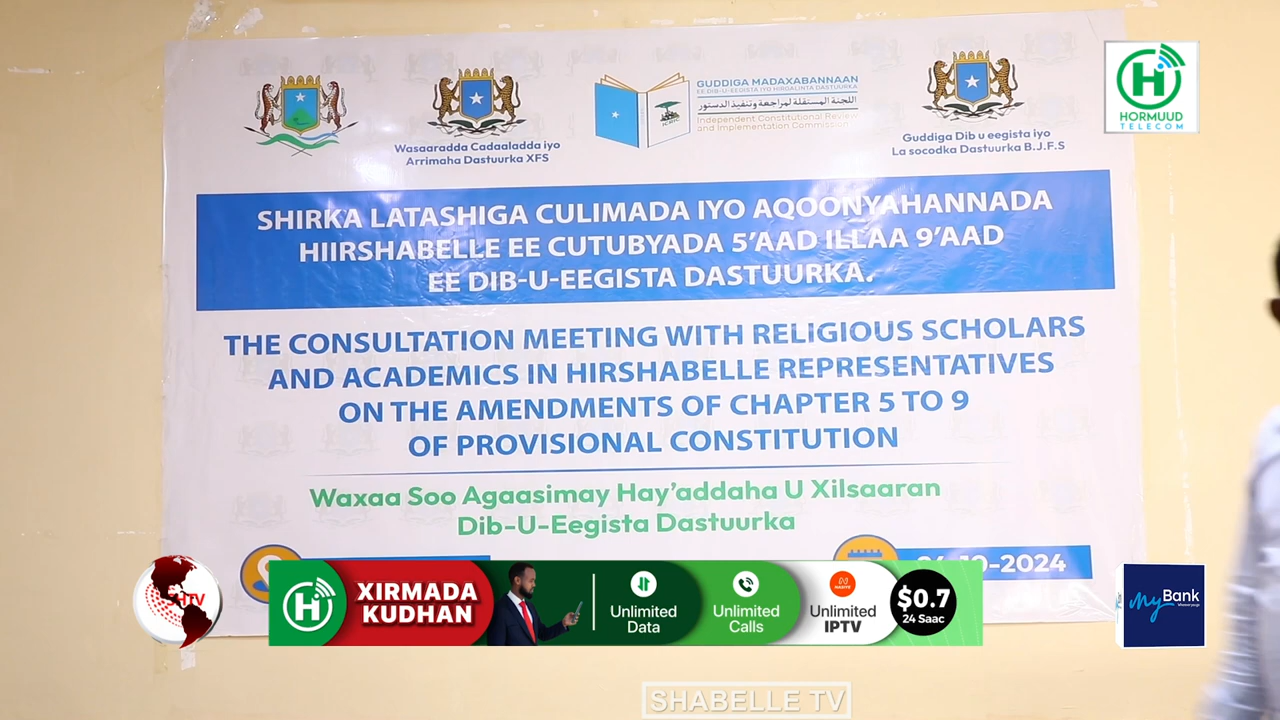 GUDDIGA MADAXABANNAAN
EE DIB-U-EEGISTA IYO HIRGALINTA DASTUURKA
اللجنة المستقلة لمراجعة وتنفيذ الدستور
Independent Constitutional Review
and Implementation Commission
ICRIC
Wasaaradda Cadaaladda iyo
Arrimaha Dastuurka XFS
Guddiga Dib u eegista iyo
La socodka Dastuurka B.J.F.S
HORMUUD
TELECOM
SHIRKA LATASHIGA CULIMADA IYO AQOONYAHANNADA
HIIRSHABELLE EE CUTUBYADA 5'AAD ILLAA 9'AAD
EE DIB-U-EEGISTA DASTUURKA.
THE CONSULTATION MEETING WITH RELIGIOUS SCHOLARS
AND ACADEMICS IN HIRSHABELLE REPRESENTATIVES
ON THE AMENDMENTS OF CHAPTER 5 TO 9
OF PROVISIONAL CONSTITUTION
Waxaa Soo Agaasimay Hay'addaha U Xilsaaran
Dib-U-Eegista Dastuurka
-2024
HTV
XIRMADA
KUDHAN
Unlimited
Data
Unlimited
Calls
Unlimited
IPTV
$0.7
24 Saac
My Bank
SHABELLE TV